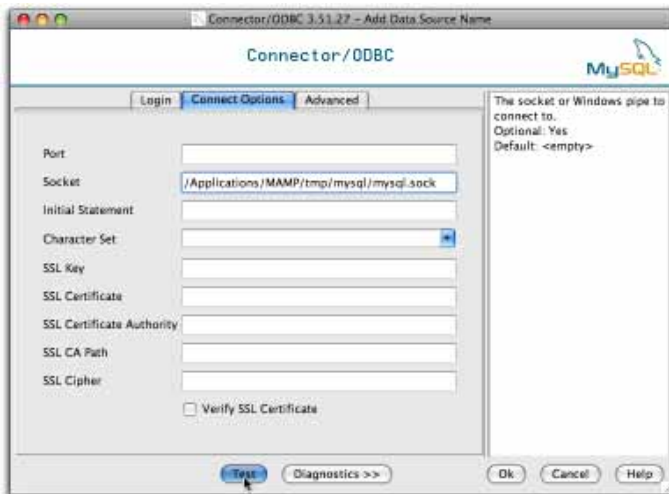 Connector/ODBC 3.51.27 - Add Data Source Name
Connector/ODBC
MySQL
Login Connect Options Advanced
Port
Socket /Applications/MAMP/tmp/mysql/mysql.sock
Initial Statement
Character Set
SSL Key
SSL Certificate
SSL Certificate Authority
SSL CA Path
SSL Cipher
Verify SSL Certificate
The socket or Windows pipe to
connect to.
Optional: Yes
Default: <empty>
Test Diagnostics >> Ok Cancel Help